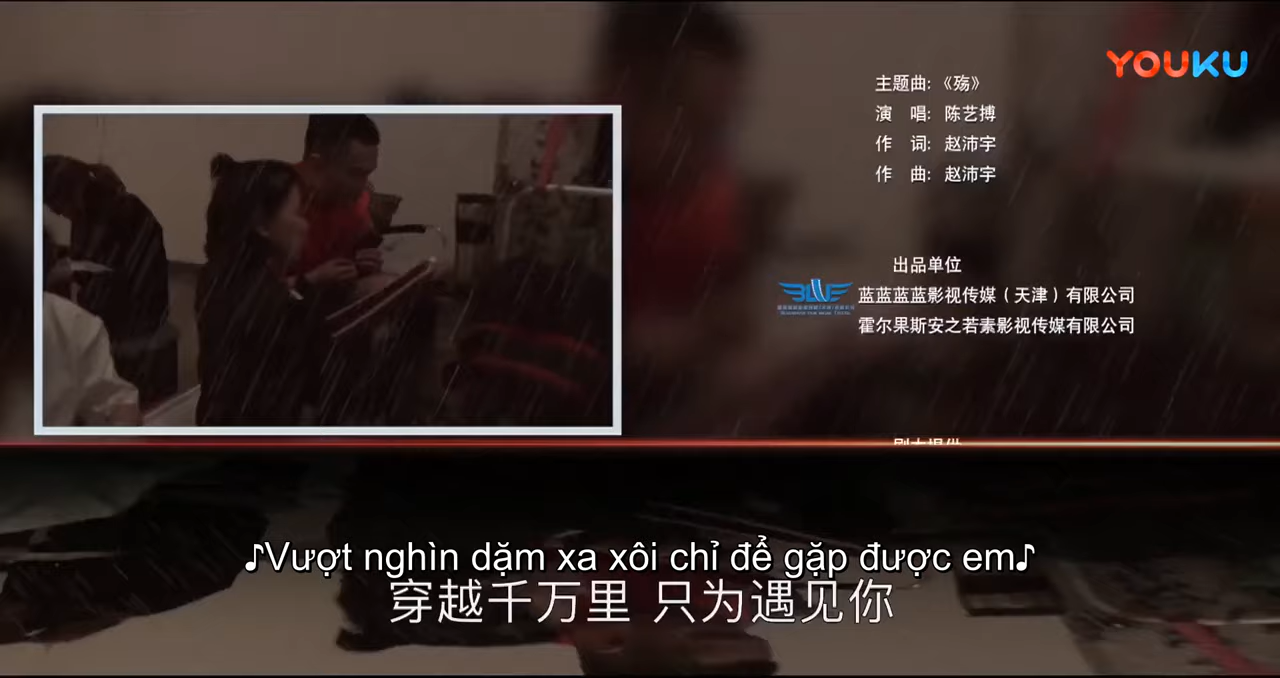 YOUKU
主题曲:《殇》
演 唱: 陈艺搏
作 词: 赵沛宇
作 曲: 赵沛宇
出品单位
BLUE
蓝蓝蓝蓝影视传媒（天津）有限公司
霍尔果斯安之若素影视传媒有限公司
♪Vượt nghìn dặm xa xôi chỉ để gặp được em♪
穿越千万里 只为遇见你